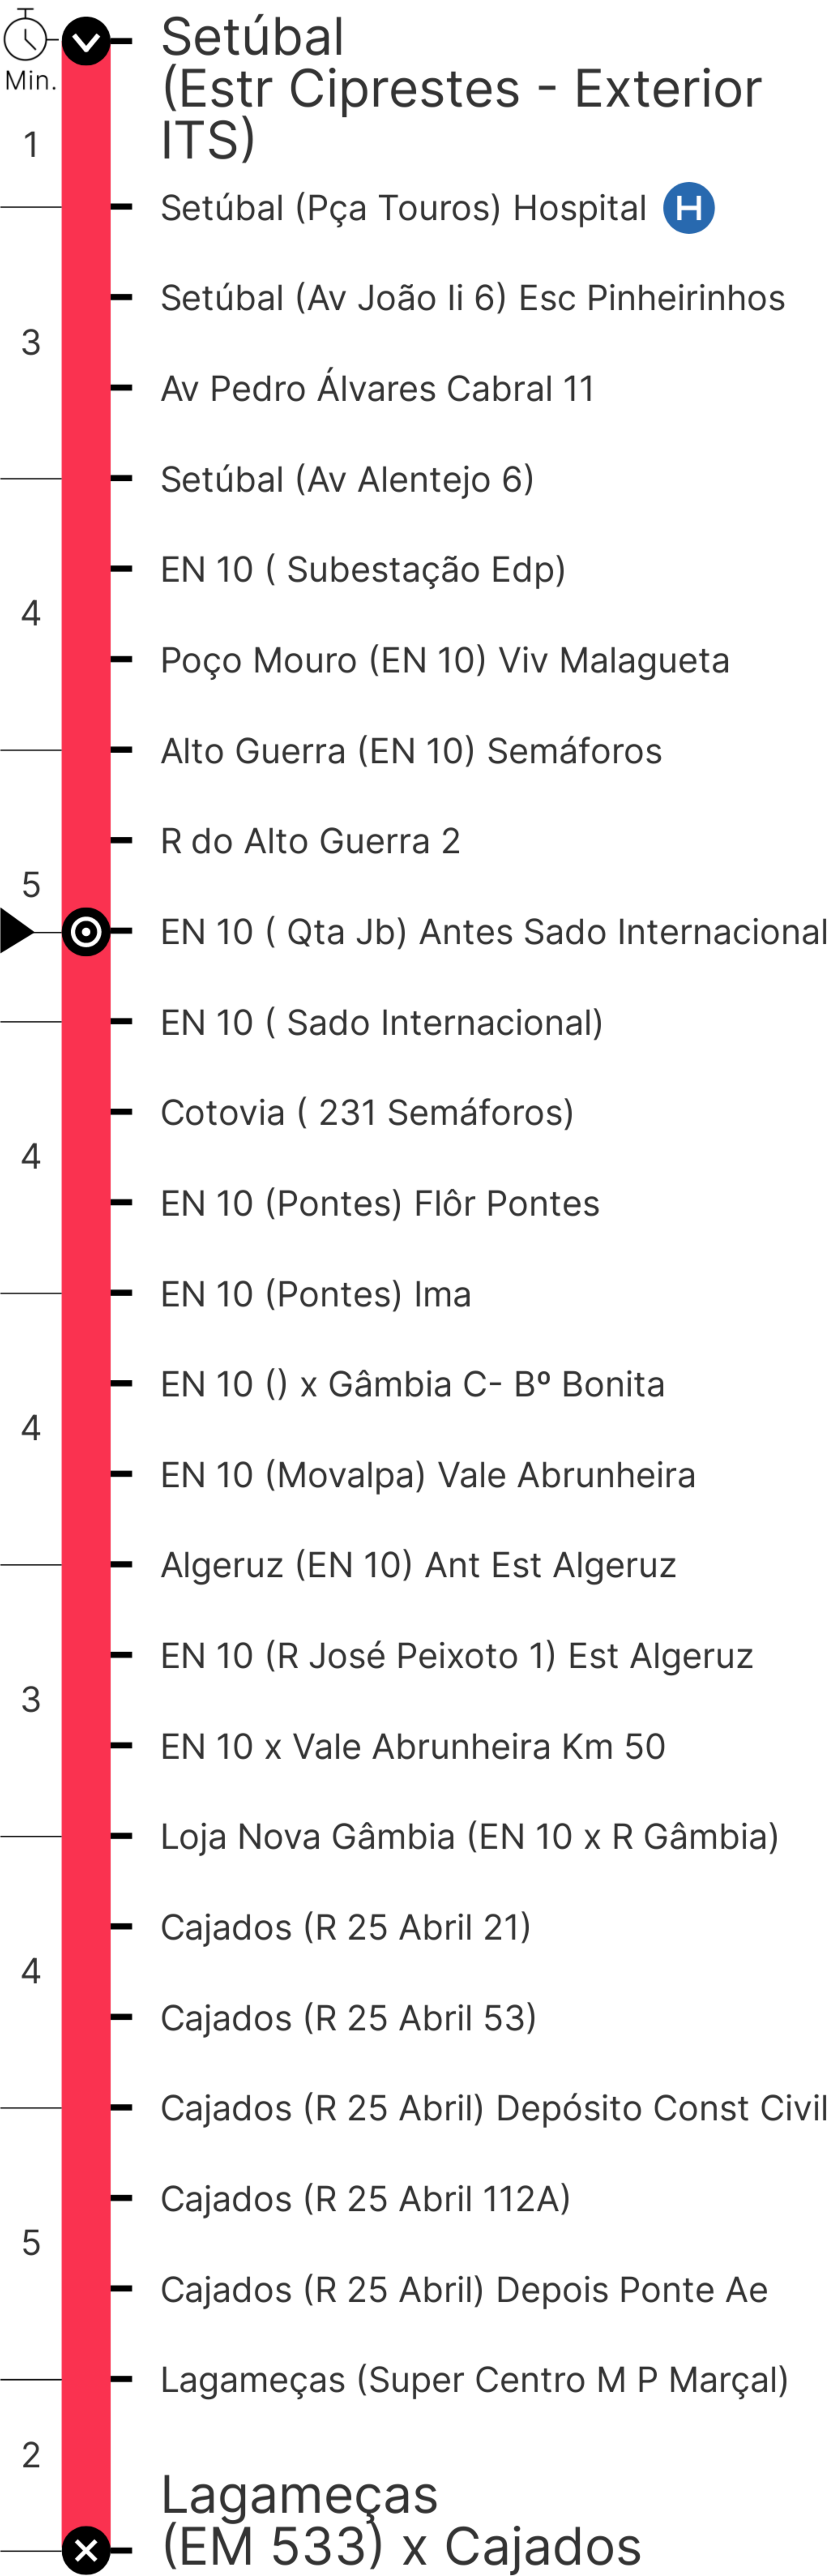 Setúbal
(Estr Ciprestes - Exterior
ITS)
Min.
1
Setúbal (Pça Touros) Hospital H
Setúbal (Av João Ii 6) Esc Pinheirinhos
3
Av Pedro Álvares Cabral 11
Setúbal (Av Alentejo 6)
EN 10 ( Subestação Edp)
4
Poço Mouro (EN 10) Viv Malagueta
Alto Guerra (EN 10) Semáforos
R do Alto Guerra 2
5
EN 10 ( Qta Jb) Antes Sado Internacional
EN 10 ( Sado Internacional)
Cotovia ( 231 Semáforos)
4
EN 10 (Pontes) Flôr Pontes
EN 10 (Pontes) Ima
EN 10 () x Gâmbia C- Bº Bonita
4
EN 10 (Movalpa) Vale Abrunheira
Algeruz (EN 10) Ant Est Algeruz
EN 10 (R José Peixoto 1) Est Algeruz
3
EN 10 x Vale Abrunheira Km 50
Loja Nova Gâmbia (EN 10 x R Gâmbia)
Cajados (R 25 Abril 21)
4
Cajados (R 25 Abril 53)
Cajados (R 25 Abril) Depósito Const Civil
Cajados (R 25 Abril 112A)
5
Cajados (R 25 Abril) Depois Ponte Ae
Lagameças (Super Centro M P Marçal)
2
Lagameças
(EM 533) x Cajados